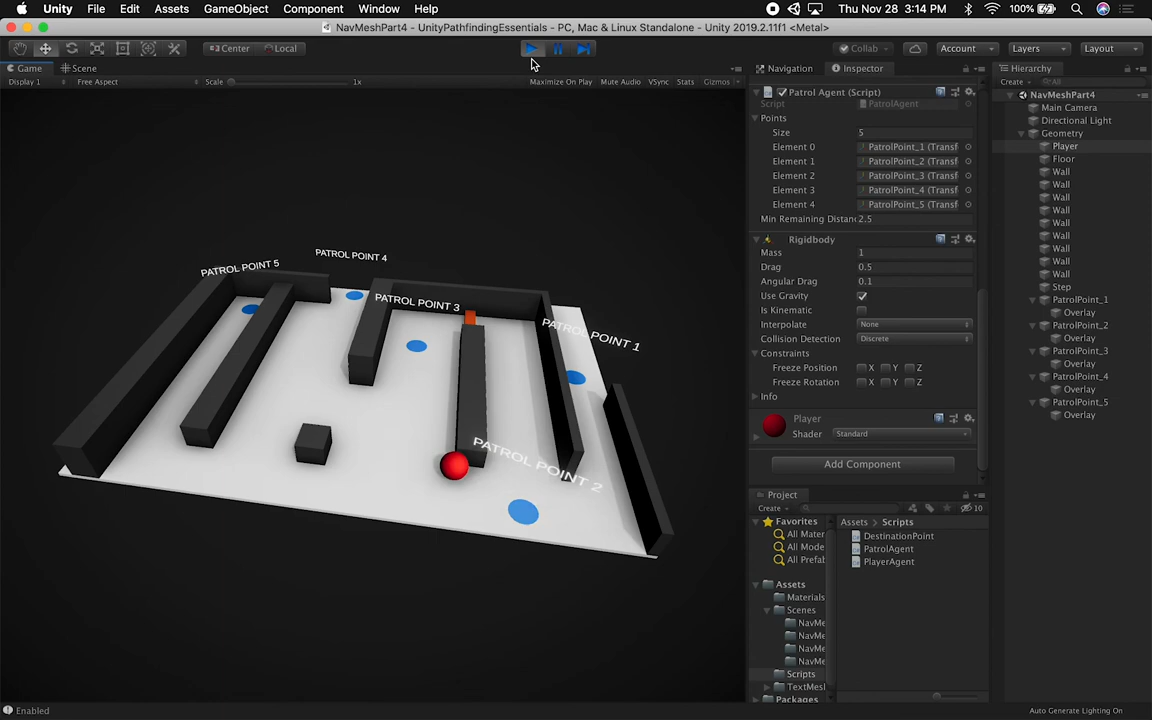 Unity File Edit Assets GameObject Component Window Help 100% Thu Nov 28 3:14 PM
NavMeshPart4 - UnityPathfindingEssentials - PC, Mac & Linux Standalone - Unity 2019.2.11f1 <Metal>
Center Local Collab Account Layers Layout
Game Scene Navigation Inspector Hierarchy
Display 1 Free Aspect Scale 1x Maximize On Play Mute Audio VSync Stats Gizmos Create All
Patrol Agent (Script)
Script PatrolAgent
Points
Size 5
Element 0 PatrolPoint_1 (Transf
Element 1 PatrolPoint_2 (Transf
Element 2 PatrolPoint_3 (Transf
Element 3 PatrolPoint_4 (Transf
Element 4 PatrolPoint_5 (Transf
Min Remaining Distanc 2.5
Rigidbody
Mass 1
Drag 0.5
Angular Drag 0.1
Use Gravity
Is Kinematic
Interpolate None
Collision Detection Discrete
Constraints
Freeze Position X Y Z
Freeze Rotation X Y Z
Info
Player
Shader Standard
Add Component
NavMeshPart4
Main Camera
Directional Light
Geometry
Player
Floor
Wall
Wall
Wall
Wall
Wall
Wall
Wall
Wall
Wall
Step
PatrolPoint_1
Overlay
PatrolPoint_2
Overlay
PatrolPoint_3
Overlay
PatrolPoint_4
Overlay
PatrolPoint_5
Overlay
PATROL POINT 4
PATROL POINT 5
PATROL POINT 3
PATROL POINT 1
PATROL POINT 2
Project
Create 10
Favorites
All Mater
All Mode
All Prefab
Assets
Materials
Scenes
NavMe
NavMe
NavMe
NavMe
Scripts
TextMesl
Packages
Assets > Scripts
DestinationPoint
PatrolAgent
PlayerAgent
Enabled Auto Generate Lighting On